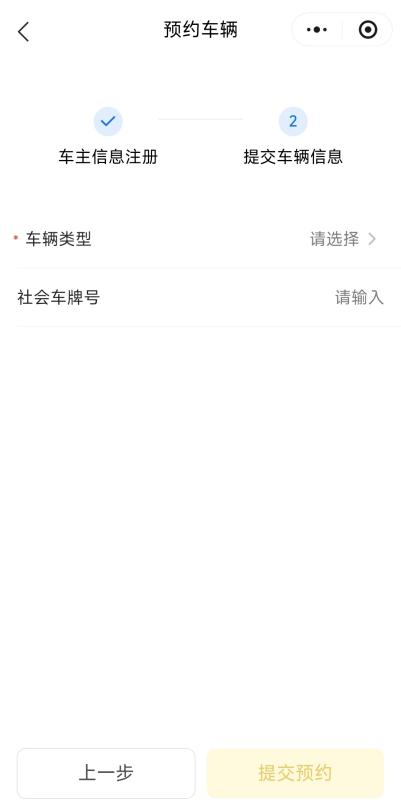 预约车辆
2
车主信息注册
提交车辆信息
* 车辆类型 请选择
社会车牌号 请输入
上一步 提交预约